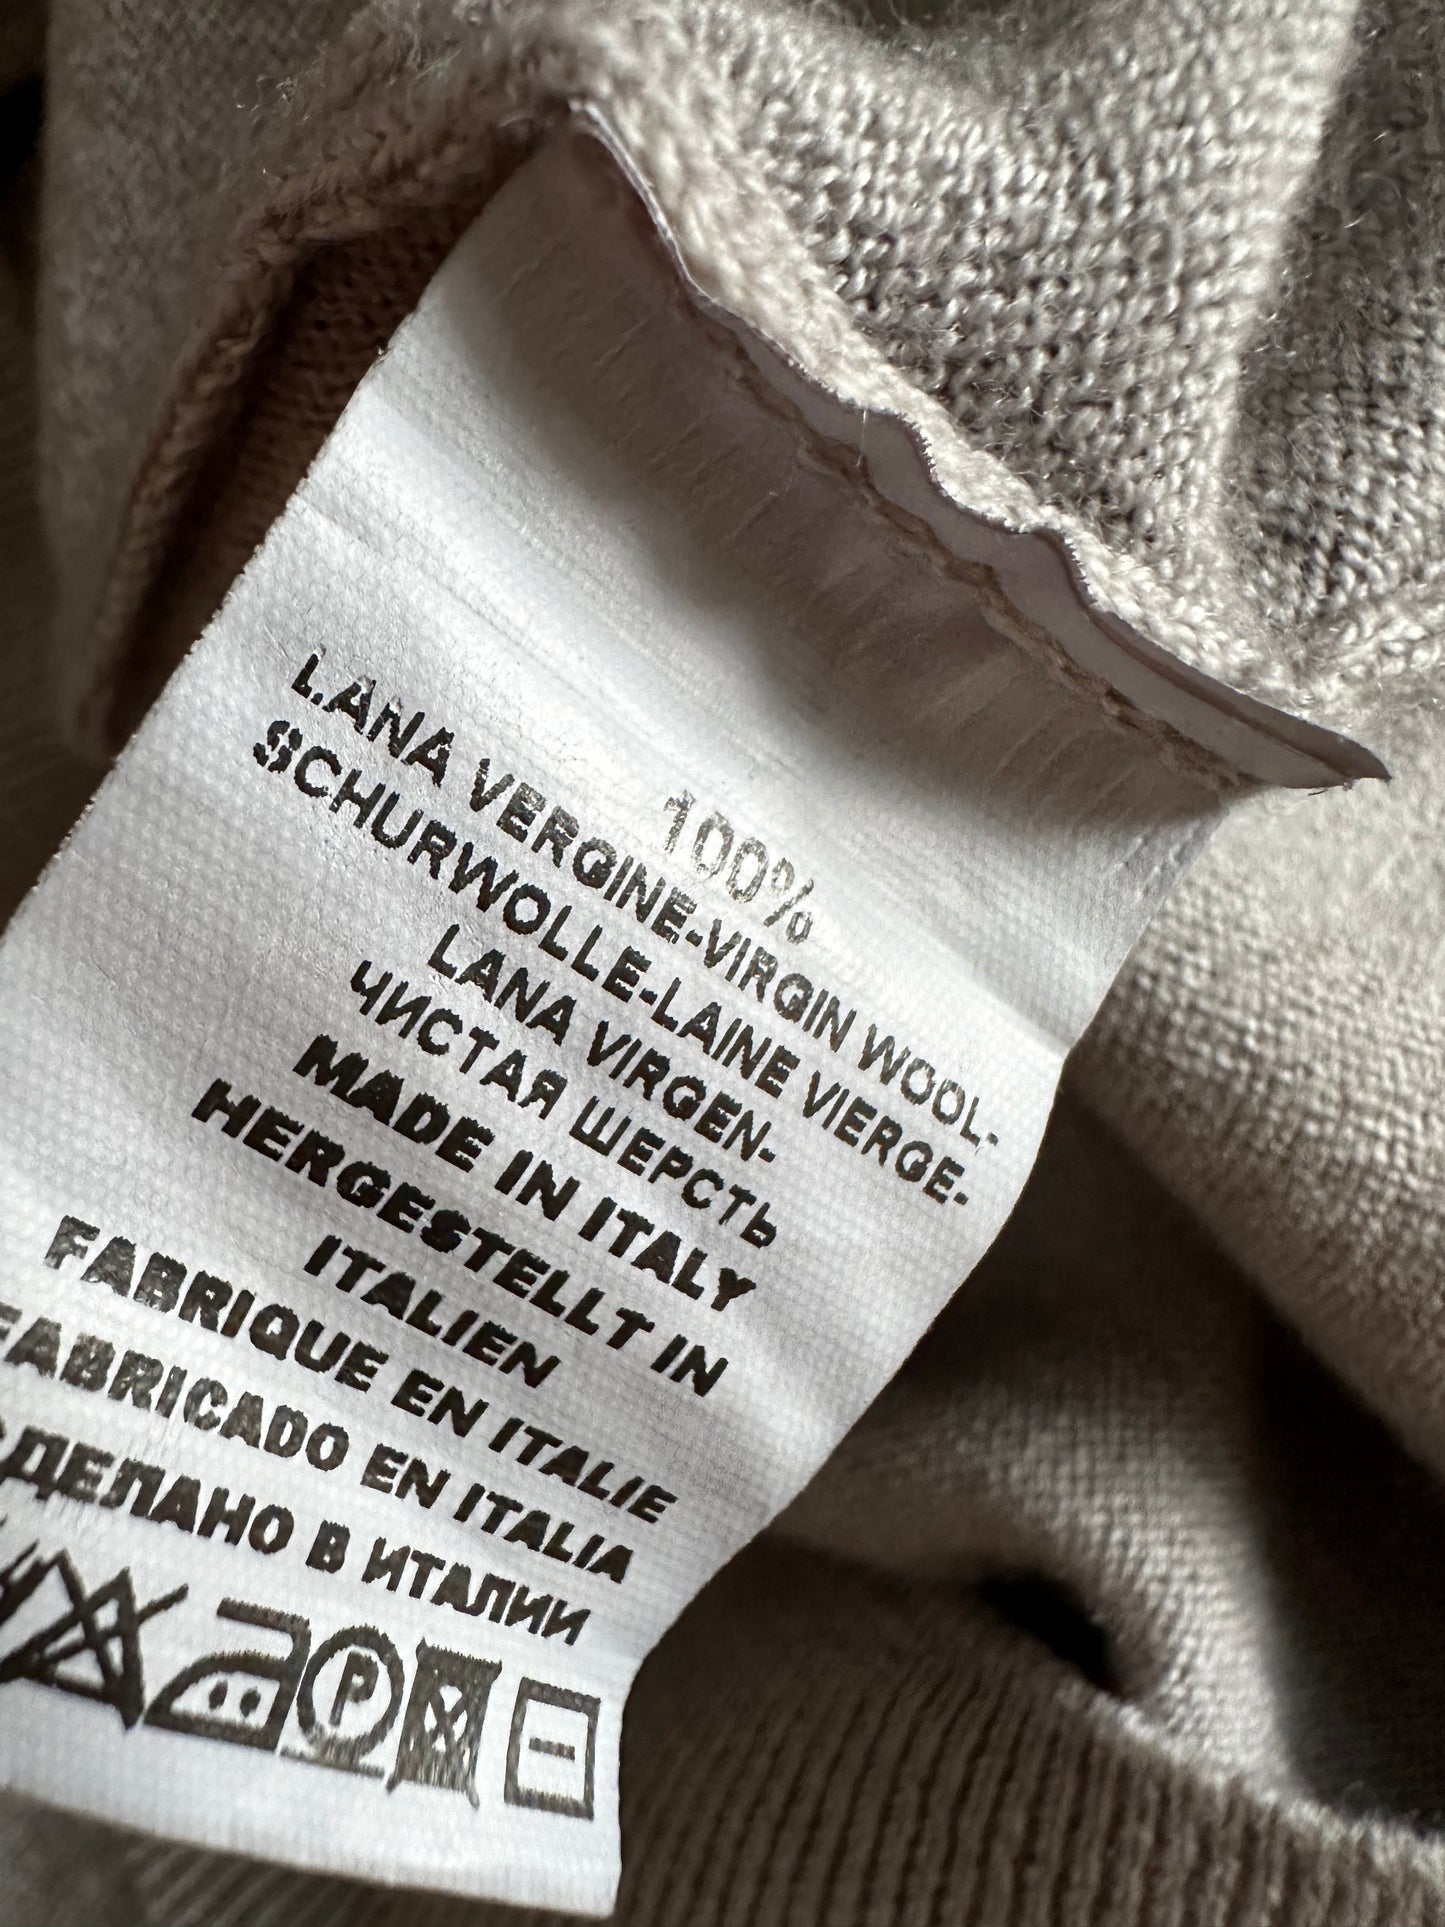 100%
LANA VERGINE-VIRGIN WOOL-
SCHURWOLLE-LAINE VIERGE-
LANA VIRGEN-
ЧИСТАЯ ШЕРСТЬ
MADE IN ITALY
HERGESTELLT IN
ITALIEN
FABRIQUE EN ITALIE
FABRICADO EN ITALIA
СДЕЛАНО В ИТАЛИИ
P